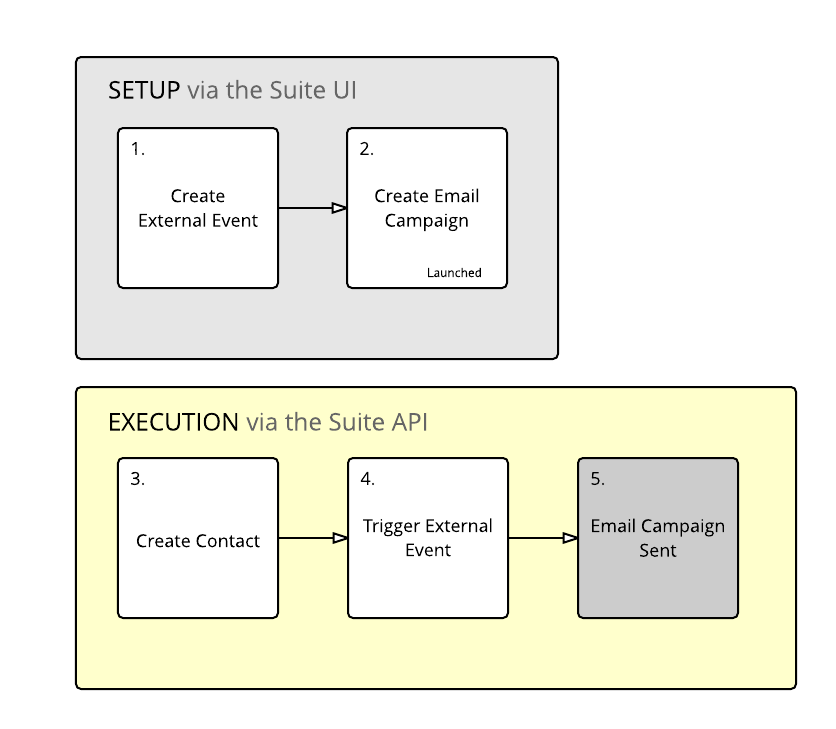 SETUP via the Suite UI
1.
Create
External Event
2.
Create Email
Campaign
Launched
EXECUTION via the Suite API
3.
Create Contact
4.
Trigger External
Event
5.
Email Campaign
Sent